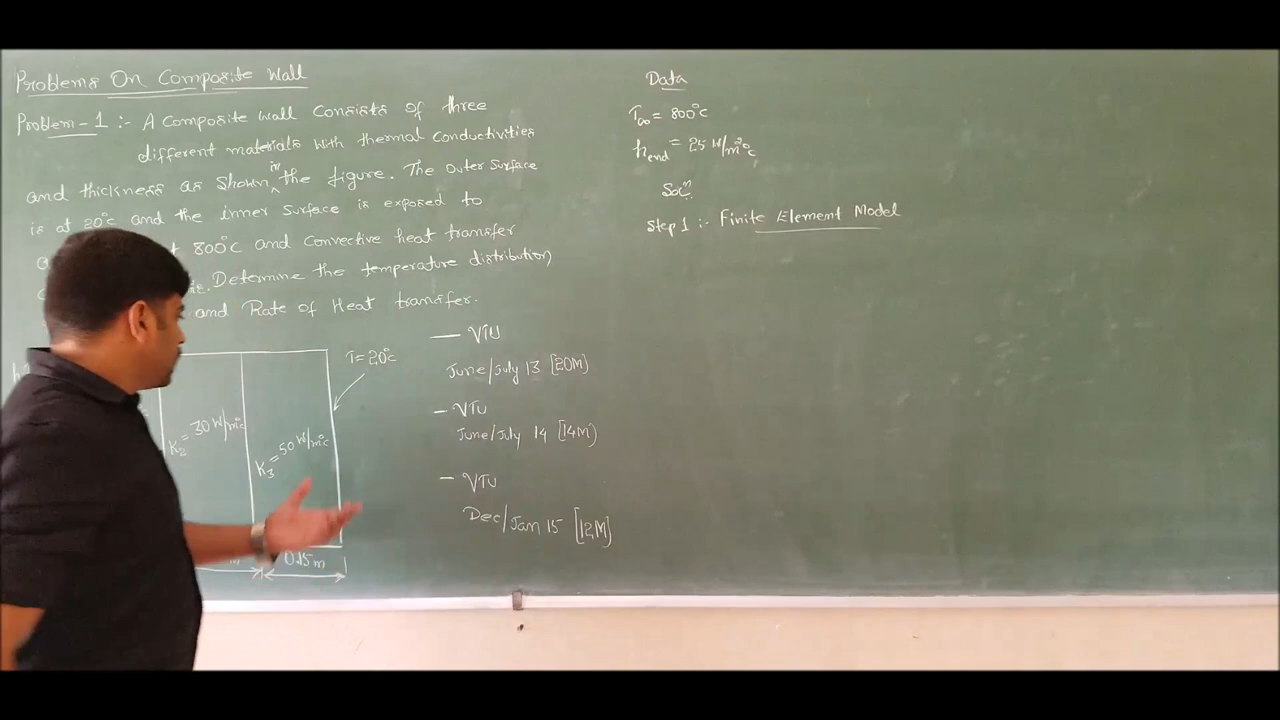 Problems On Composite Wall
Problem-1 :- A Composite wall Consists of three
different materials with thermal conductivities
and thickness as shown in the figure. The outer surface
is at 20°c and the inner surface is exposed to
800°c and convective heat transfer
Determine the temperature distribution
and Rate of Heat transfer.
T=20°c
K2=30 W/m°c
K3=50 W/m°c
m
0.15m
— VTU
June/July 13 [20M]
— VTU
June/July 14 [14M]
— VTU
Dec/Jan 15 [12M]
Data
T∞ = 800°c
hend = 25 W/m²°c
Sol^n
Step 1 :- Finite Element Model